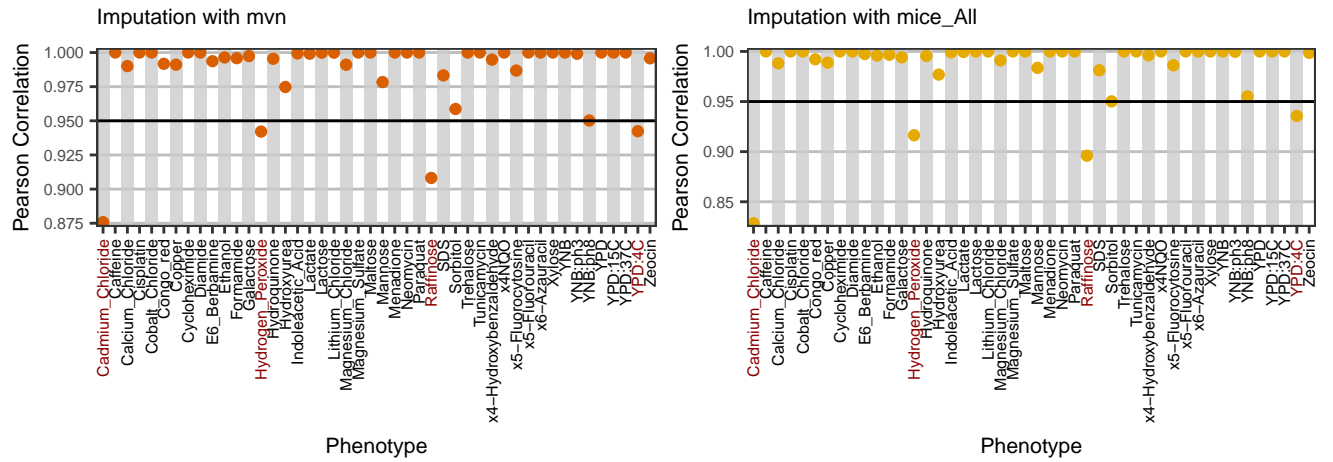 Imputation with mvn
Pearson Correlation
1.000
0.975
0.950
0.925
0.900
0.875
Cadmium_Chloride
Caffeine
Calcium_Chloride
Cisplatin
Cobalt_Chloride
Congo_red
Copper
Cycloheximide
Diamide
E6_Berbamine
Ethanol
Formamide
Galactose
Hydrogen_Peroxide
Hydroquinone
Hydroxyurea
Indoleacetic_Acid
Lactate
Lactose
Lithium_Chloride
Magnesium_Chloride
Magnesium_Sulfate
Maltose
Mannose
Menadione
Neomycin
Paraquat
Raffinose
SDS
Sorbitol
Trehalose
Tunicamycin
x4-Hydroxybenzaldehyde
x4NQO
x5-Fluorocytosine
x5-Fluorouracil
x6-Azauracil
Xylose
YNB
YNB:ph3
YNB:ph8
YPD
YPD:15C
YPD:37C
YPD:4C
Zeocin
Phenotype
Imputation with mice_All
Pearson Correlation
1.00
0.95
0.90
0.85
Cadmium_Chloride
Caffeine
Calcium_Chloride
Cisplatin
Cobalt_Chloride
Congo_red
Copper
Cycloheximide
Diamide
E6_Berbamine
Ethanol
Formamide
Galactose
Hydrogen_Peroxide
Hydroquinone
Hydroxyurea
Indoleacetic_Acid
Lactate
Lactose
Lithium_Chloride
Magnesium_Chloride
Magnesium_Sulfate
Maltose
Mannose
Menadione
Neomycin
Paraquat
Raffinose
SDS
Sorbitol
Trehalose
Tunicamycin
x4-Hydroxybenzaldehyde
x4NQO
x5-Fluorocytosine
x5-Fluorouracil
x6-Azauracil
Xylose
YNB
YNB:ph3
YNB:ph8
YPD
YPD:15C
YPD:37C
YPD:4C
Zeocin
Phenotype